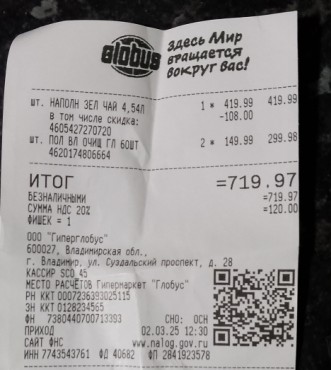 Globus
Здесь Мир
вращается
вокруг вас!
шт. НАПОЛН ЗЕЛ ЧАЙ 4,54Л 1* 419.99 419.99
в том числе скидка: -108.00
4605427270720
шт. ПОЛ ВЛ ОЧИЩ ГЛ 60ШТ 2* 149.99 299.98
4620174806664
ИТОГ =719.97
БЕЗНАЛИЧНЫМИ =719.97
СУММА НДС 20% =120.00
ФИШЕК = 1
ООО "Гиперглобус"
600027, Владимирская обл.,
г. Владимир, ул. Суздальский проспект, д. 28
КАССИР SCO 45
МЕСТО РАСЧЁТОВ Гипермаркет "Глобус"
РН ККТ 0007236393025115
ЗН ККТ 0128234565
ФН 7380440700713393 СНО: ОСН
ПРИХОД 02.03.25 12:30
САЙТ ФНС www.nalog.gov.ru
ИНН 7743543761 ФД 40682 ФП 2841923578